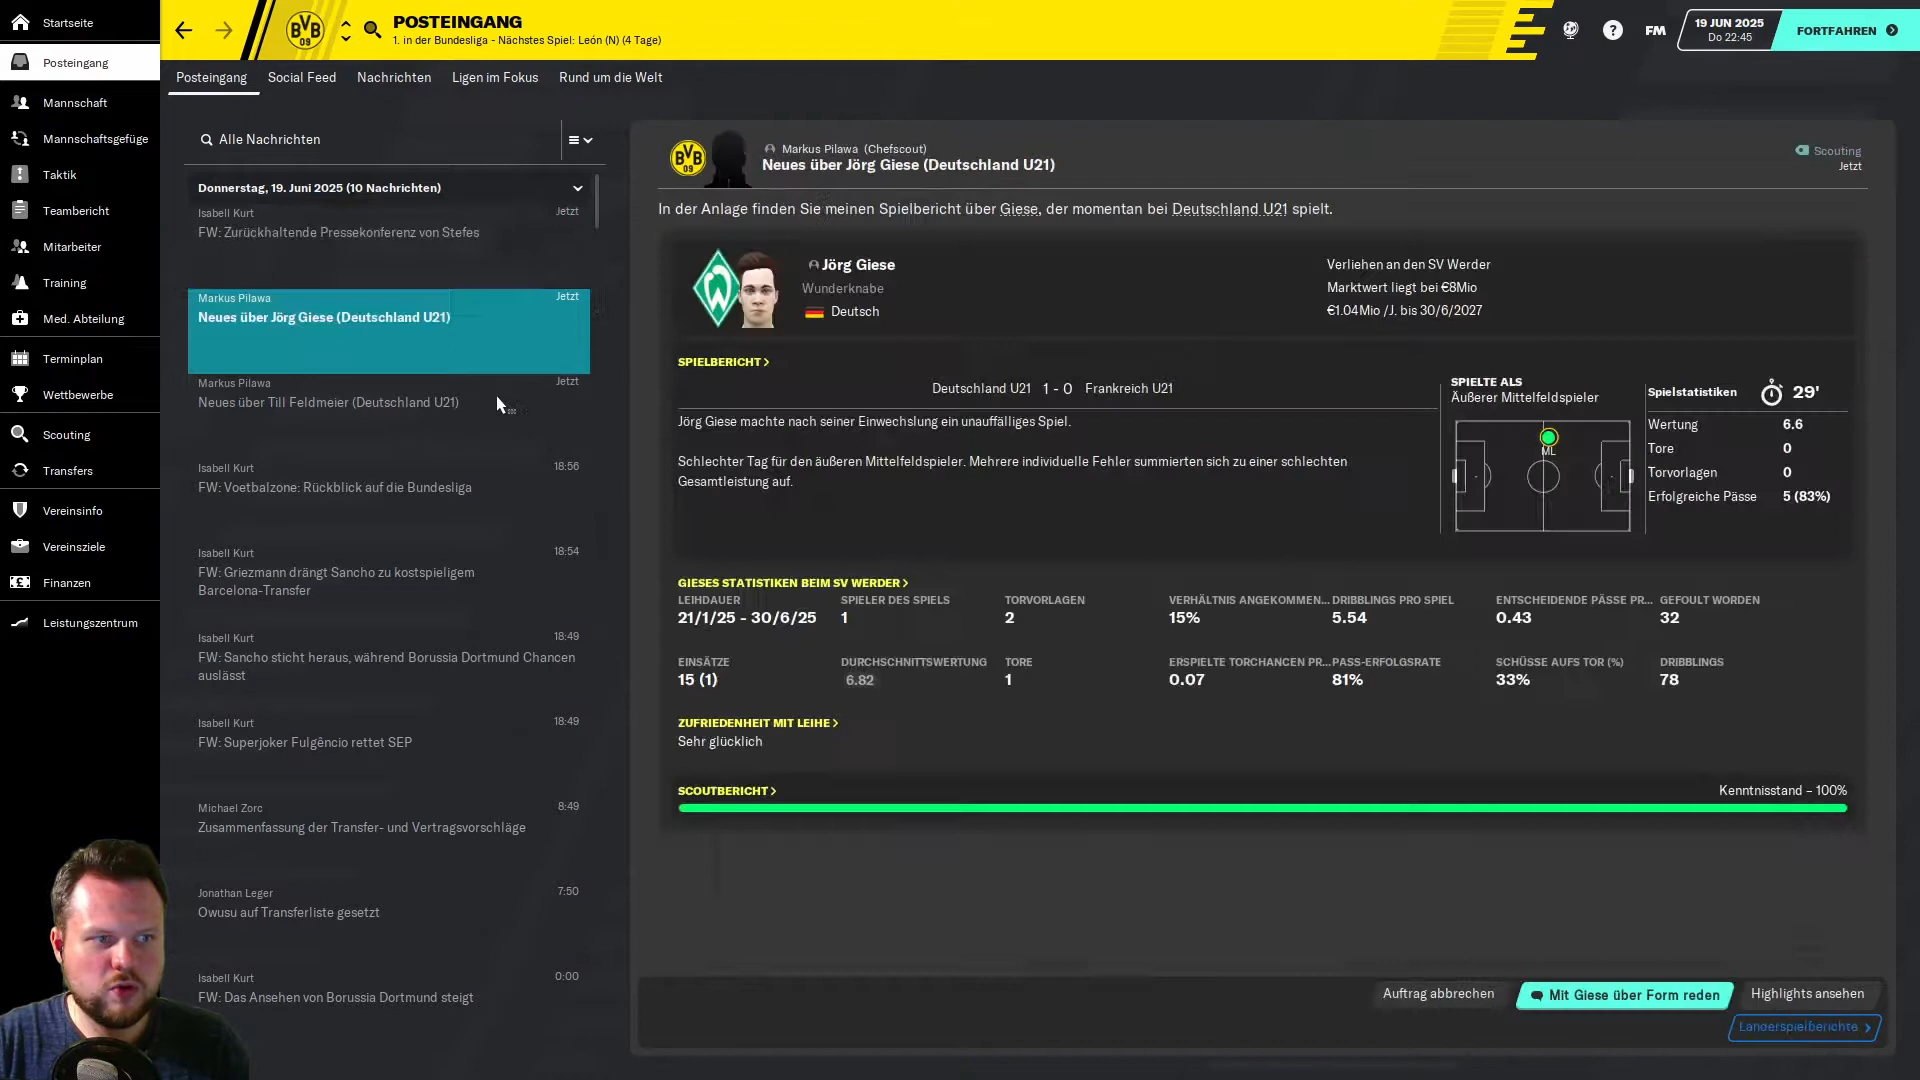 Startseite
Posteingang
Mannschaft
Mannschaftsgefüge
Taktik
Teambericht
Mitarbeiter
Training
Med. Abteilung
Terminplan
Wettbewerbe
Scouting
Transfers
Vereinsinfo
Vereinsziele
Finanzen
Leistungszentrum
BVB 09
POSTEINGANG
1. in der Bundesliga - Nächstes Spiel: León (N) (4 Tage)
FM
19 JUN 2025
Do 22:45
FORTFAHREN
Posteingang Social Feed Nachrichten Ligen im Fokus Rund um die Welt
Alle Nachrichten
Donnerstag, 19. Juni 2025 (10 Nachrichten)
Isabell Kurt Jetzt
FW: Zurückhaltende Pressekonferenz von Stefes
Markus Pilawa Jetzt
Neues über Jörg Giese (Deutschland U21)
Markus Pilawa Jetzt
Neues über Till Feldmeier (Deutschland U21)
Isabell Kurt 18:56
FW: Voetbalzone: Rückblick auf die Bundesliga
Isabell Kurt 18:54
FW: Griezmann drängt Sancho zu kostspieligem
Barcelona-Transfer
Isabell Kurt 18:49
FW: Sancho sticht heraus, während Borussia Dortmund Chancen
auslässt
Isabell Kurt 18:49
FW: Superjoker Fulgêncio rettet SEP
Michael Zorc 8:49
Zusammenfassung der Transfer- und Vertragsvorschläge
Jonathan Leger 7:50
Owusu auf Transferliste gesetzt
Isabell Kurt 0:00
FW: Das Ansehen von Borussia Dortmund steigt
BVB 09
Markus Pilawa (Chefscout)
Neues über Jörg Giese (Deutschland U21)
Scouting
Jetzt
In der Anlage finden Sie meinen Spielbericht über Giese, der momentan bei Deutschland U21 spielt.
Jörg Giese
Wunderknabe
Deutsch
Verliehen an den SV Werder
Marktwert liegt bei €8Mio
€1.04Mio /J. bis 30/6/2027
SPIELBERICHT >
Deutschland U21 1 - 0 Frankreich U21
Jörg Giese machte nach seiner Einwechslung ein unauffälliges Spiel.
Schlechter Tag für den äußeren Mittelfeldspieler. Mehrere individuelle Fehler summierten sich zu einer schlechten
Gesamtleistung auf.
SPIELTE ALS
Äußerer Mittelfeldspieler
ML
Spielstatistiken 29'
Wertung 6.6
Tore 0
Torvorlagen 0
Erfolgreiche Pässe 5 (83%)
GIESES STATISTIKEN BEIM SV WERDER >
LEIHDAUER SPIELER DES SPIELS TORVORLAGEN VERHÄLTNIS ANGEKOMMEN... DRIBBLINGS PRO SPIEL ENTSCHEIDENDE PÄSSE PR... GEFOULT WORDEN
21/1/25 - 30/6/25 1 2 15% 5.54 0.43 32
EINSÄTZE DURCHSCHNITTSWERTUNG TORE ERSPIELTE TORCHANCEN PR... PASS-ERFOLGSRATE SCHÜSSE AUFS TOR (%) DRIBBLINGS
15 (1) 6.82 1 0.07 81% 33% 78
ZUFRIEDENHEIT MIT LEIHE >
Sehr glücklich
SCOUTBERICHT > Kenntnisstand – 100%
Auftrag abbrechen Mit Giese über Form reden Highlights ansehen
Länderspielberichte >